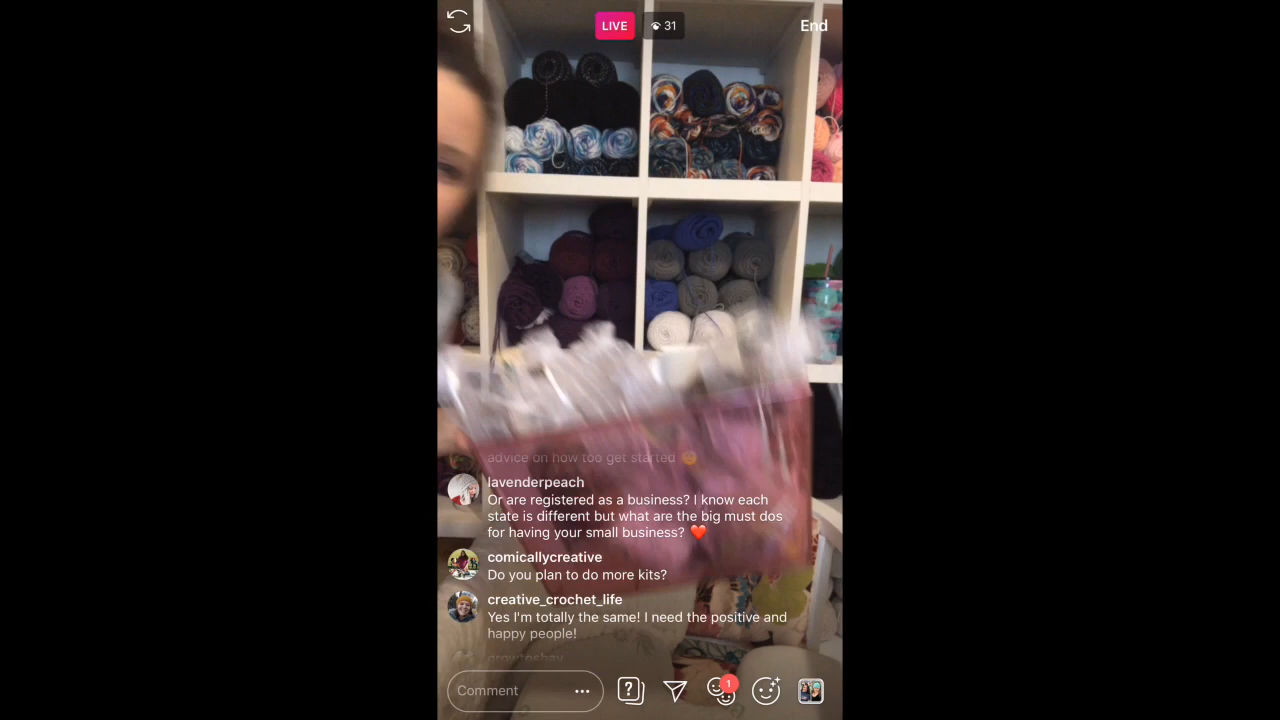 LIVE 31 End
advice on how too get started
lavenderpeach
Or are registered as a business? I know each
state is different but what are the big must dos
for having your small business? ❤️
comicallycreative
Do you plan to do more kits?
creative_crochet_life
Yes I'm totally the same! I need the positive and
happy people!
Comment ••• ? 1